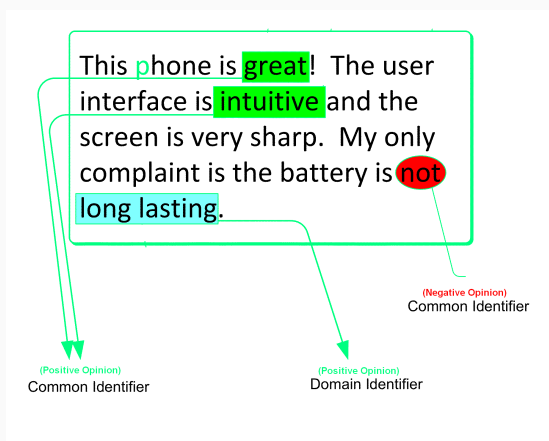 This phone is great! The user
interface is intuitive and the
screen is very sharp. My only
complaint is the battery is not
long lasting.
(Negative Opinion)
Common Identifier
(Positive Opinion)
Common Identifier
(Positive Opinion)
Domain Identifier